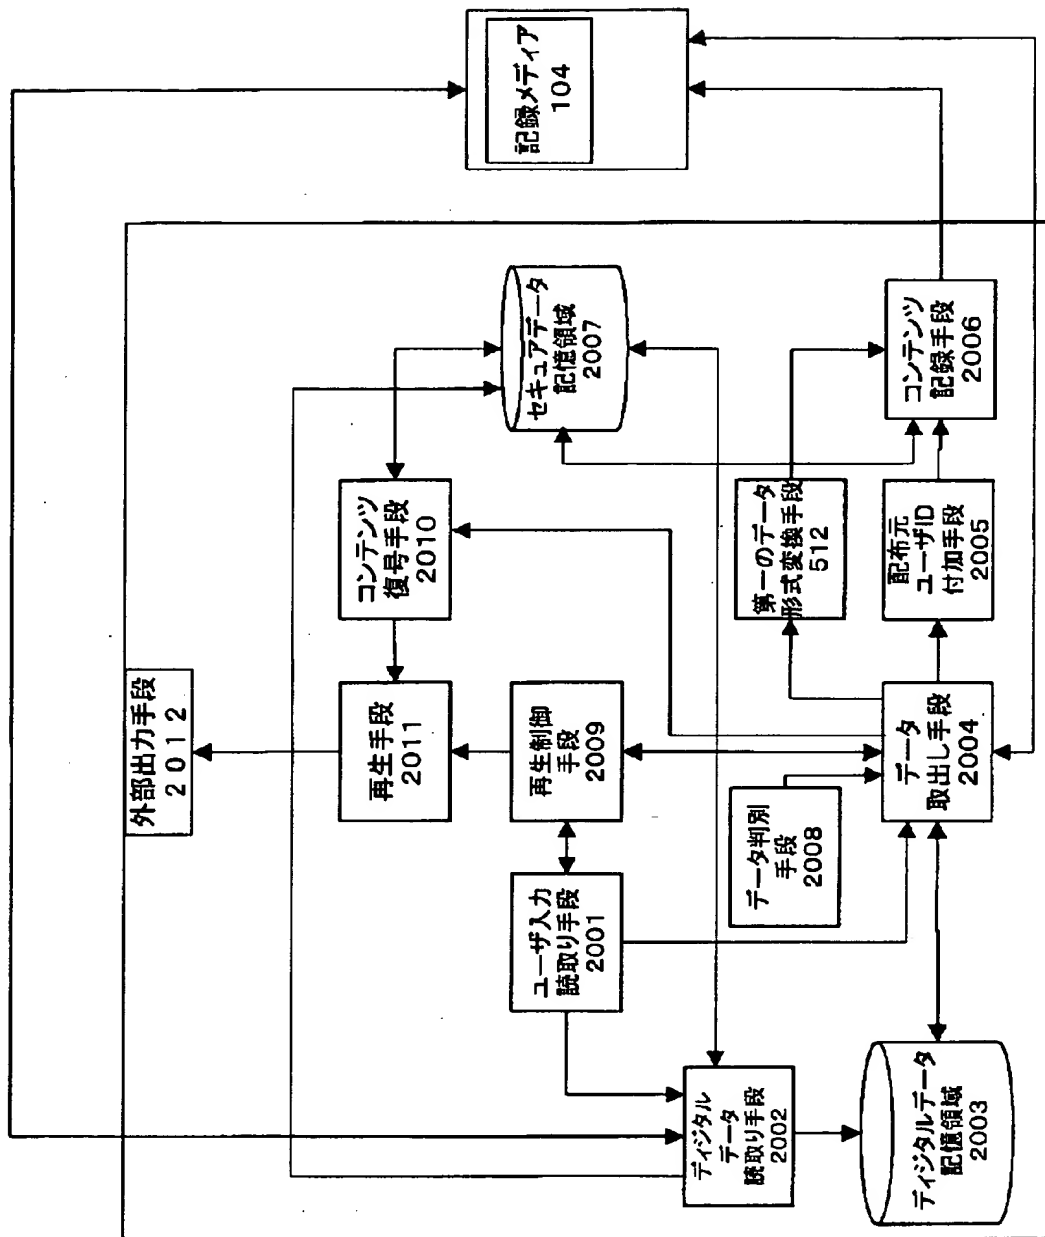 外部出力手段
2012
再生手段
2011
コンテンツ
復号手段
2010
ユーザ入力
読取り手段
2001
再生制御
手段
2009
セキュアデータ
記憶領域
2007
記録メディア
104
ディジタル
データ
読取り手段
2002
データ判別
手段
2008
第一のデータ
形式変換手段
512
ディジタルデータ
記憶領域
2003
データ
取出し手段
2004
配布元
ユーザID
付加手段
2005
コンテンツ
記録手段
2006